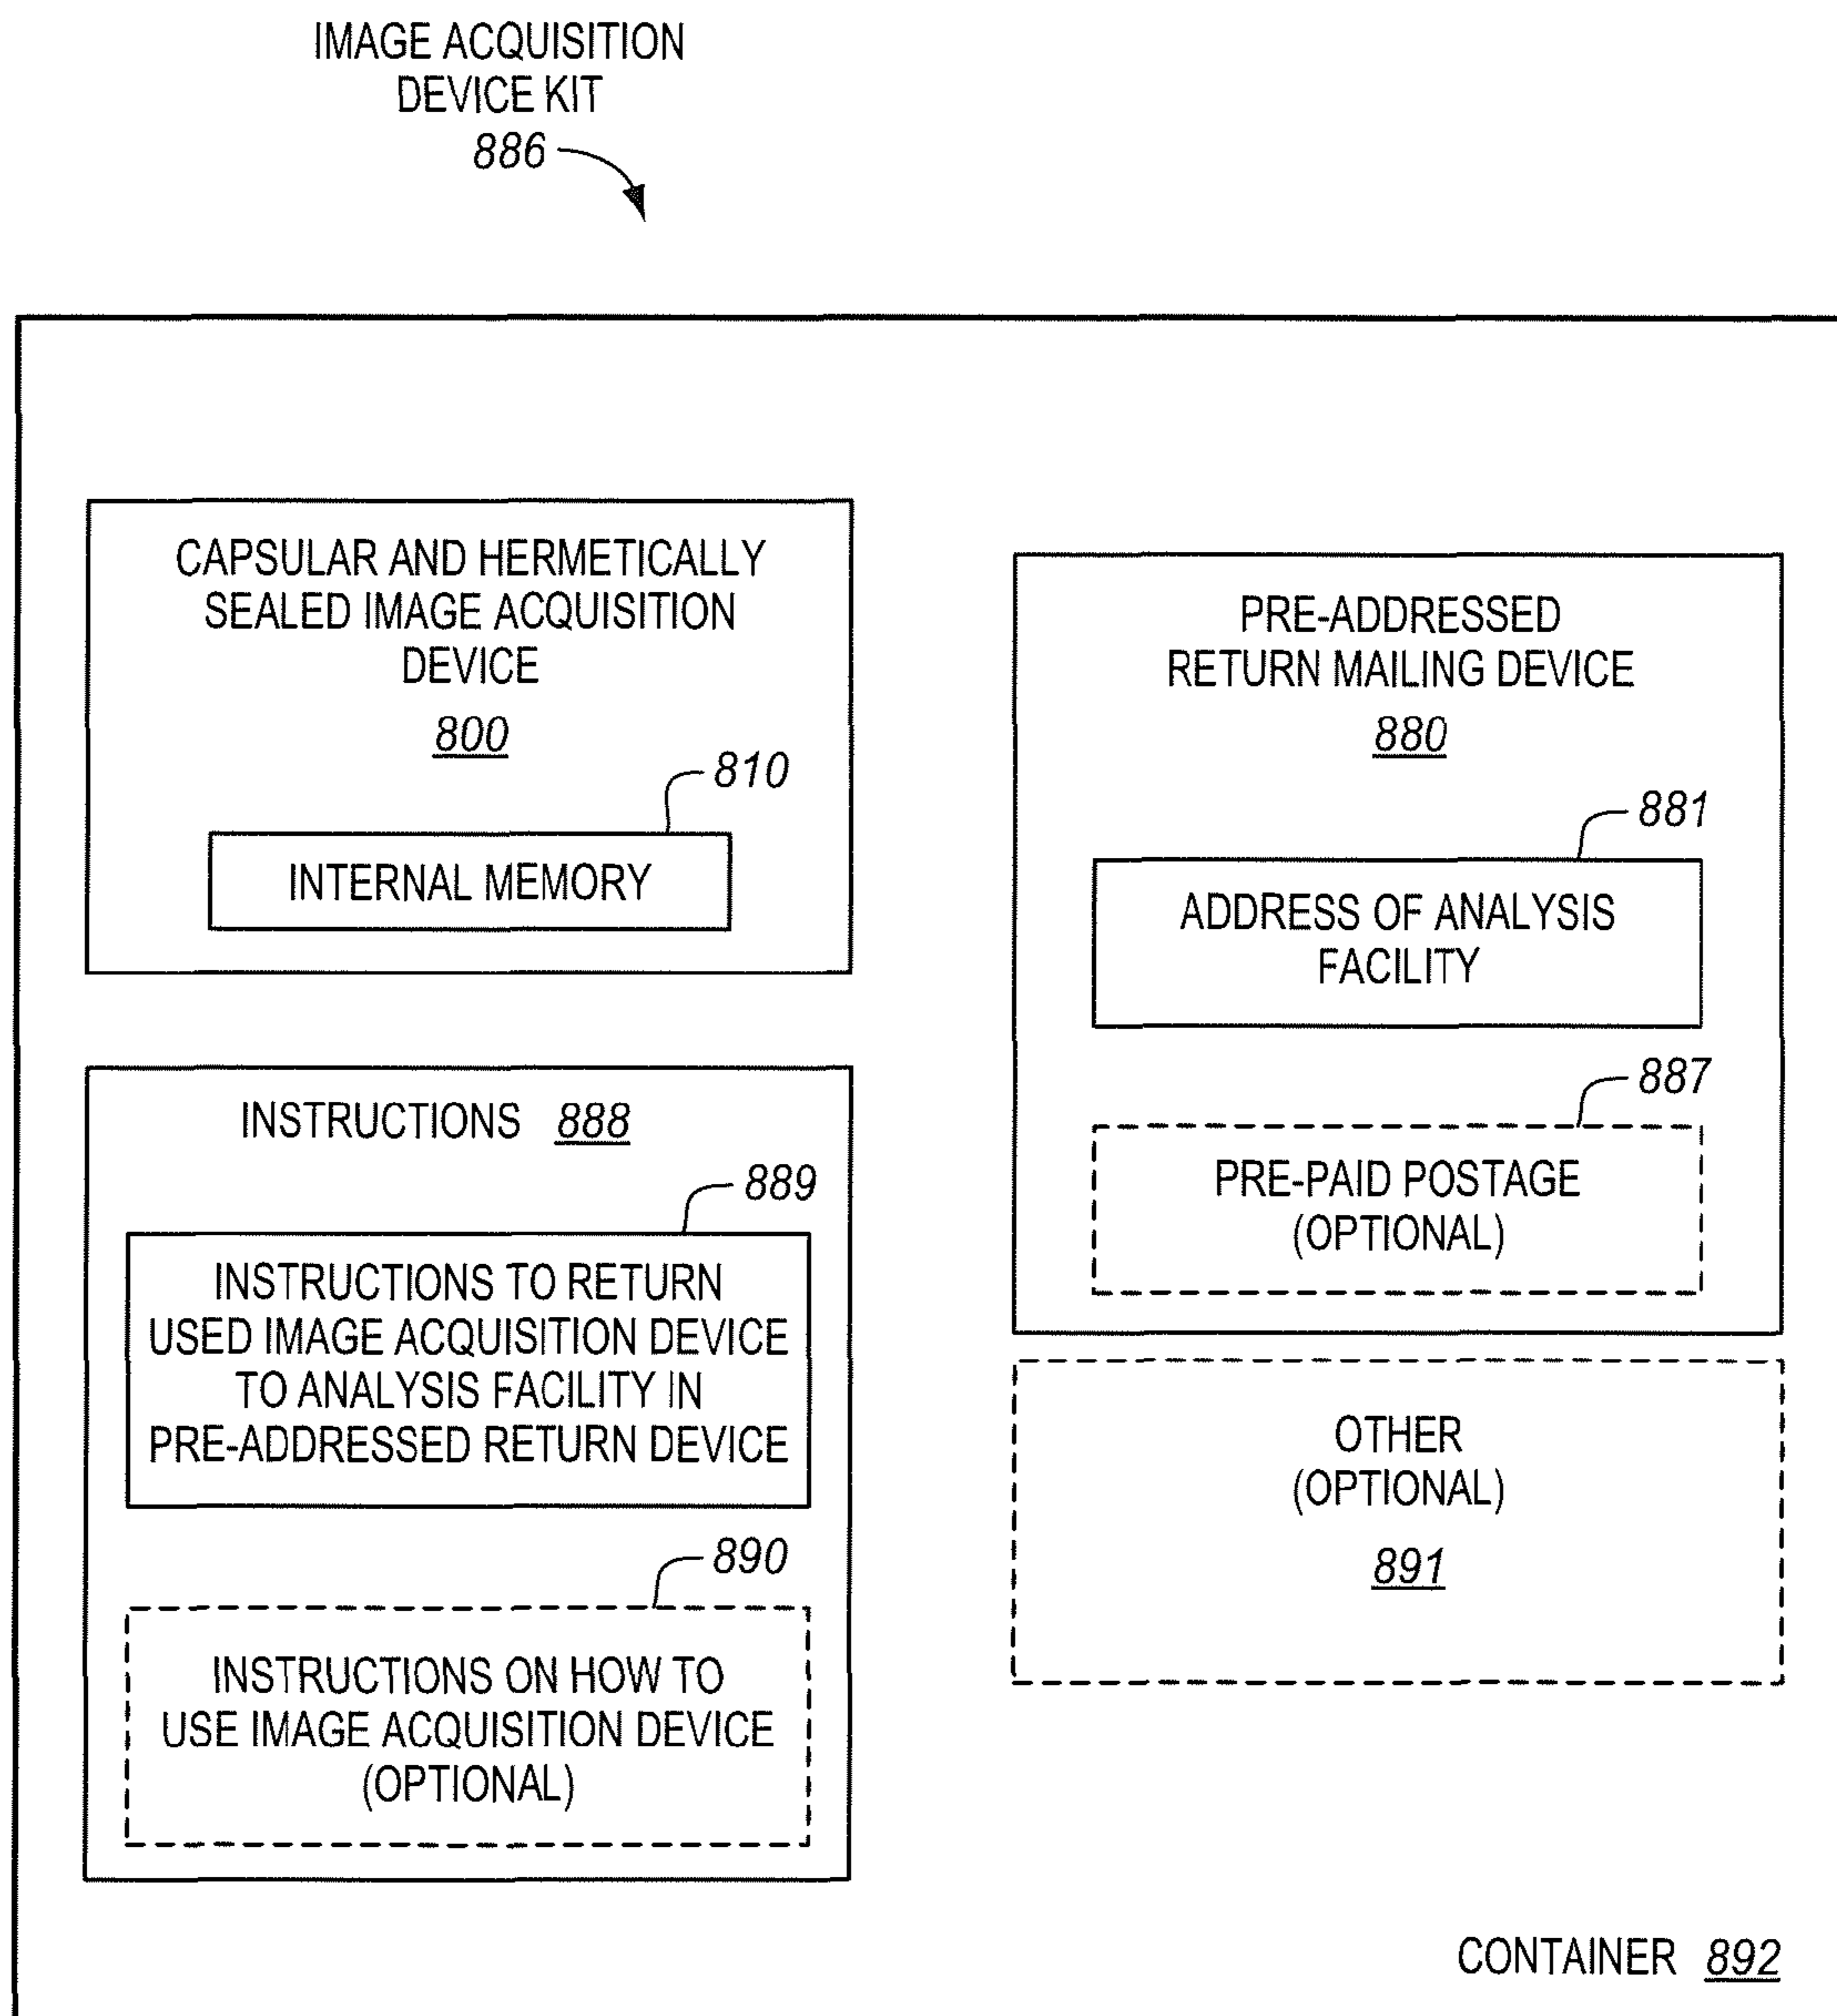 IMAGE ACQUISITION
DEVICE KIT
886
CAPSULAR AND HERMETICALLY
SEALED IMAGE ACQUISITION
DEVICE
800
810
INTERNAL MEMORY
INSTRUCTIONS 888
889
INSTRUCTIONS TO RETURN
USED IMAGE ACQUISITION DEVICE
TO ANALYSIS FACILITY IN
PRE-ADDRESSED RETURN DEVICE
890
INSTRUCTIONS ON HOW TO
USE IMAGE ACQUISITION DEVICE
(OPTIONAL)
PRE-ADDRESSED
RETURN MAILING DEVICE
880
881
ADDRESS OF ANALYSIS
FACILITY
887
PRE-PAID POSTAGE
(OPTIONAL)
OTHER
(OPTIONAL)
891
CONTAINER 892